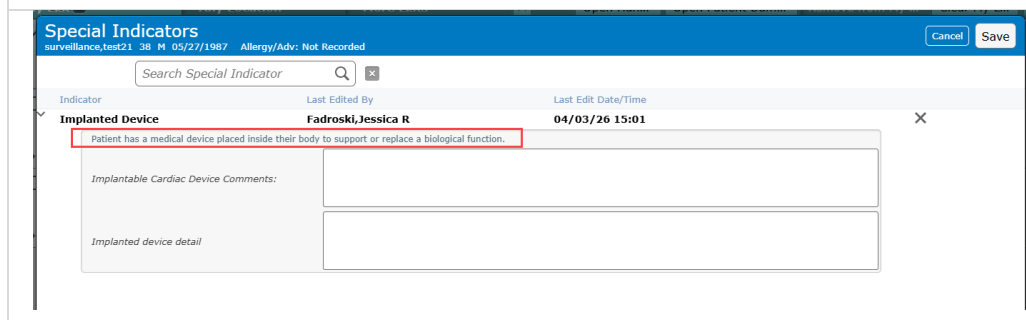 Special Indicators
Cancel
Save
surveillance,test21 38 M 05/27/1987 Allergy/Adv: Not Recorded
Search Special Indicator
Indicator Last Edited By Last Edit Date/Time
Implanted Device Fadroski,Jessica R 04/03/26 15:01
Patient has a medical device placed inside their body to support or replace a biological function.
Implantable Cardiac Device Comments:
Implanted device detail